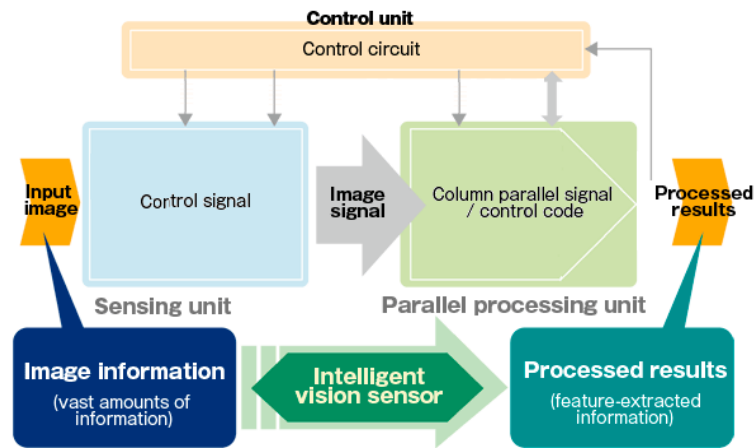 Control unit
Control circuit
Input
image
Control signal
Image
signal
Column parallel signal
/ control code
Processed
results
Sensing unit
Parallel processing unit
Image information
(vast amounts of
information)
Intelligent
vision sensor
Processed results
(feature-extracted
information)